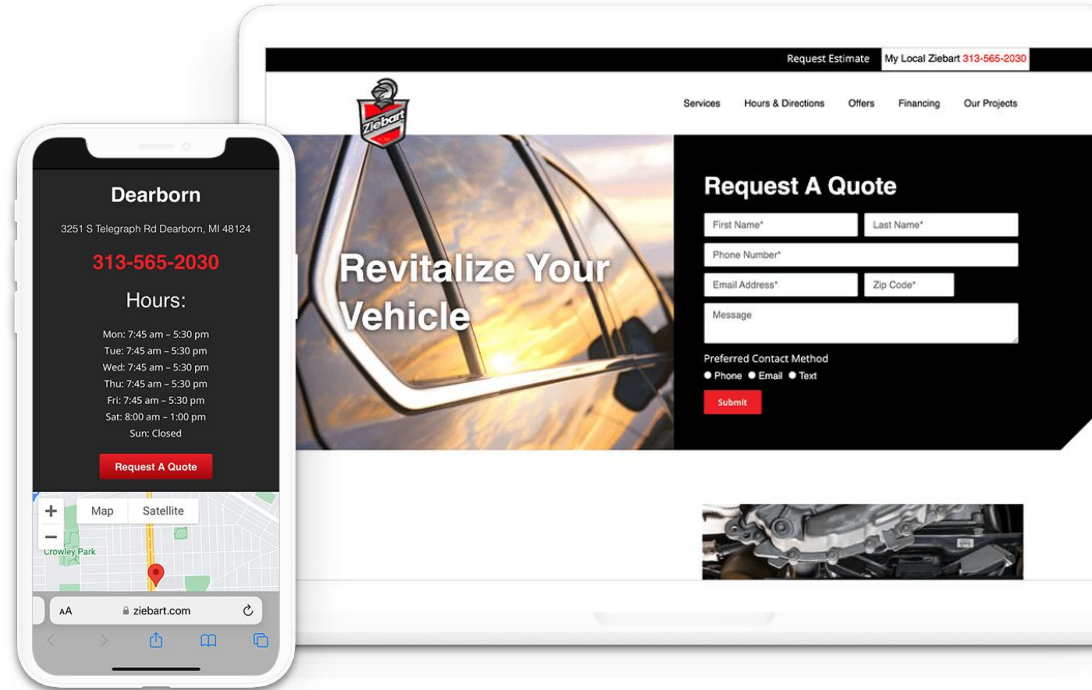 Request Estimate
My Local Ziebart 313-565-2030
Ziebart
Services
Hours & Directions
Offers
Financing
Our Projects
Revitalize Your
Vehicle
Request A Quote
First Name*
Last Name*
Phone Number*
Email Address*
Zip Code*
Message
Preferred Contact Method
Phone
Email
Text
Submit
Dearborn
3251 S Telegraph Rd Dearborn, MI 48124
313-565-2030
Hours:
Mon: 7:45 am – 5:30 pm
Tue: 7:45 am – 5:30 pm
Wed: 7:45 am – 5:30 pm
Thu: 7:45 am – 5:30 pm
Fri: 7:45 am – 5:30 pm
Sat: 8:00 am – 1:00 pm
Sun: Closed
Request A Quote
+
Map
Satellite
−
Crowley Park
AA
ziebart.com